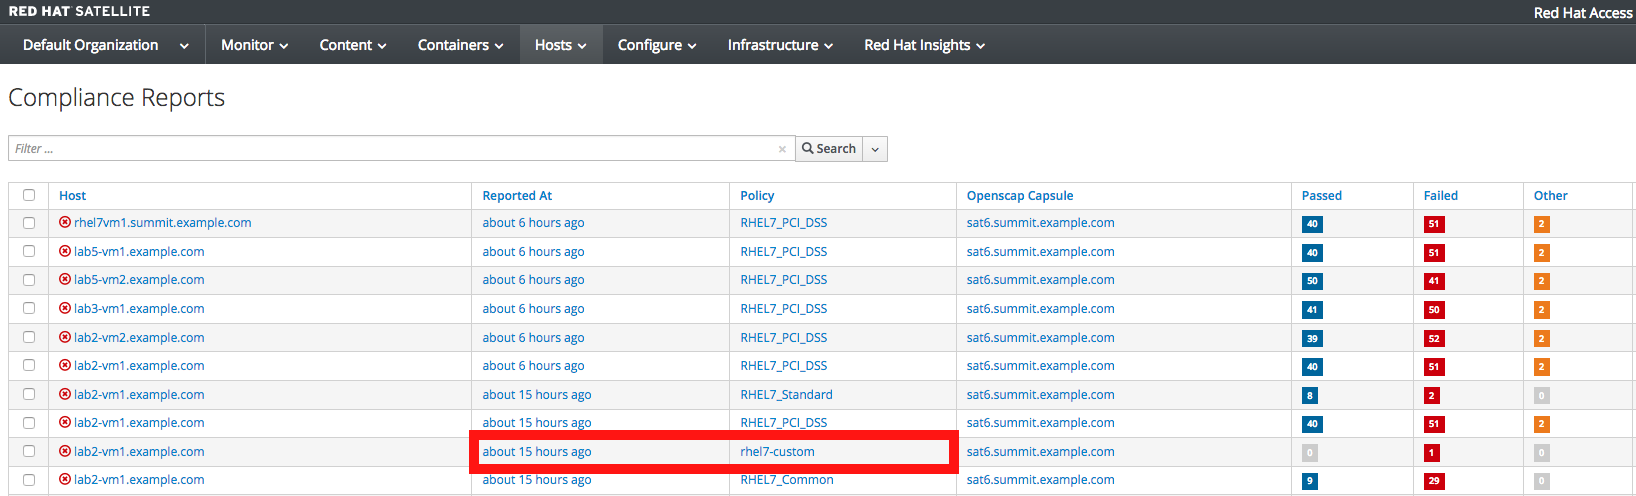 RED HAT SATELLITE
Red Hat Access
Default Organization Monitor Content Containers Hosts Configure Infrastructure Red Hat Insights
Compliance Reports
Filter ... × Search
Host Reported At Policy Openscap Capsule Passed Failed Other
rhel7vm1.summit.example.com about 6 hours ago RHEL7_PCI_DSS sat6.summit.example.com 40 51 2
lab5-vm1.example.com about 6 hours ago RHEL7_PCI_DSS sat6.summit.example.com 40 51 2
lab5-vm2.example.com about 6 hours ago RHEL7_PCI_DSS sat6.summit.example.com 50 41 2
lab3-vm1.example.com about 6 hours ago RHEL7_PCI_DSS sat6.summit.example.com 41 50 2
lab2-vm2.example.com about 6 hours ago RHEL7_PCI_DSS sat6.summit.example.com 39 52 2
lab2-vm1.example.com about 6 hours ago RHEL7_PCI_DSS sat6.summit.example.com 40 51 2
lab2-vm1.example.com about 15 hours ago RHEL7_Standard sat6.summit.example.com 8 2 0
lab2-vm1.example.com about 15 hours ago RHEL7_PCI_DSS sat6.summit.example.com 40 51 2
lab2-vm1.example.com about 15 hours ago rhel7-custom sat6.summit.example.com 0 1 0
lab2-vm1.example.com about 15 hours ago RHEL7_Common sat6.summit.example.com 9 29 0